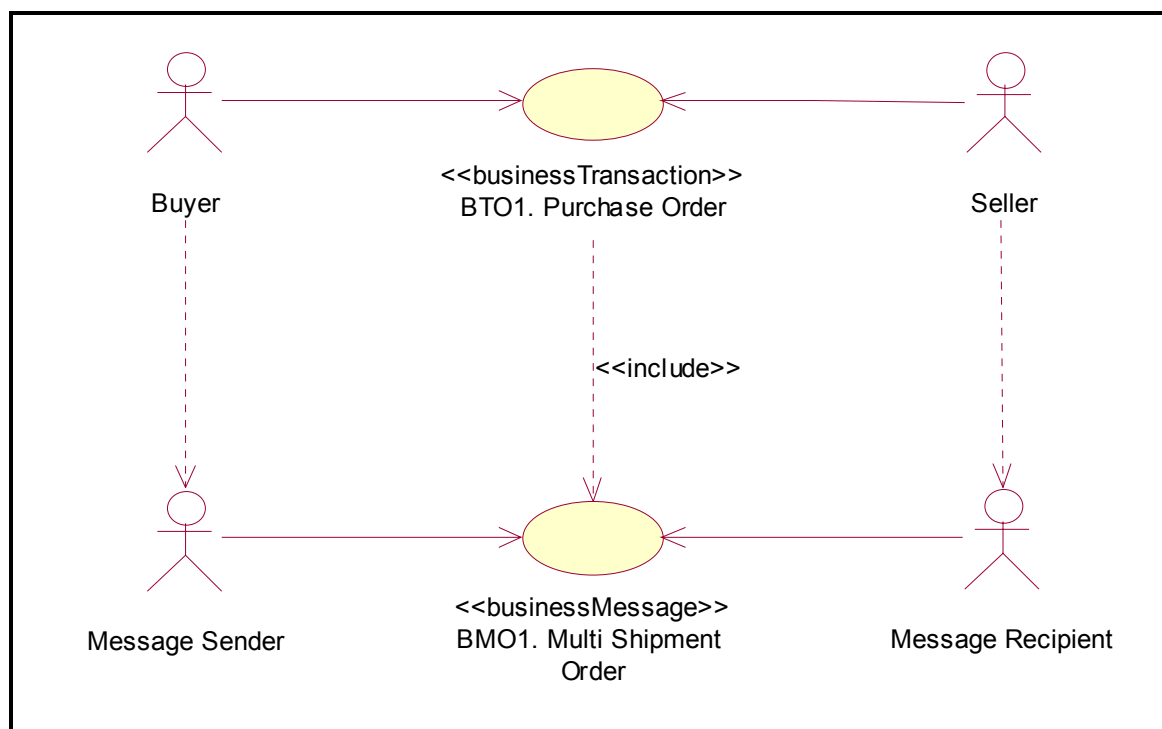 <<businessTransaction>>
BTO1. Purchase Order
Buyer
Seller
<<include>>
<<businessMessage>>
BMO1. Multi Shipment
Order
Message Sender
Message Recipient